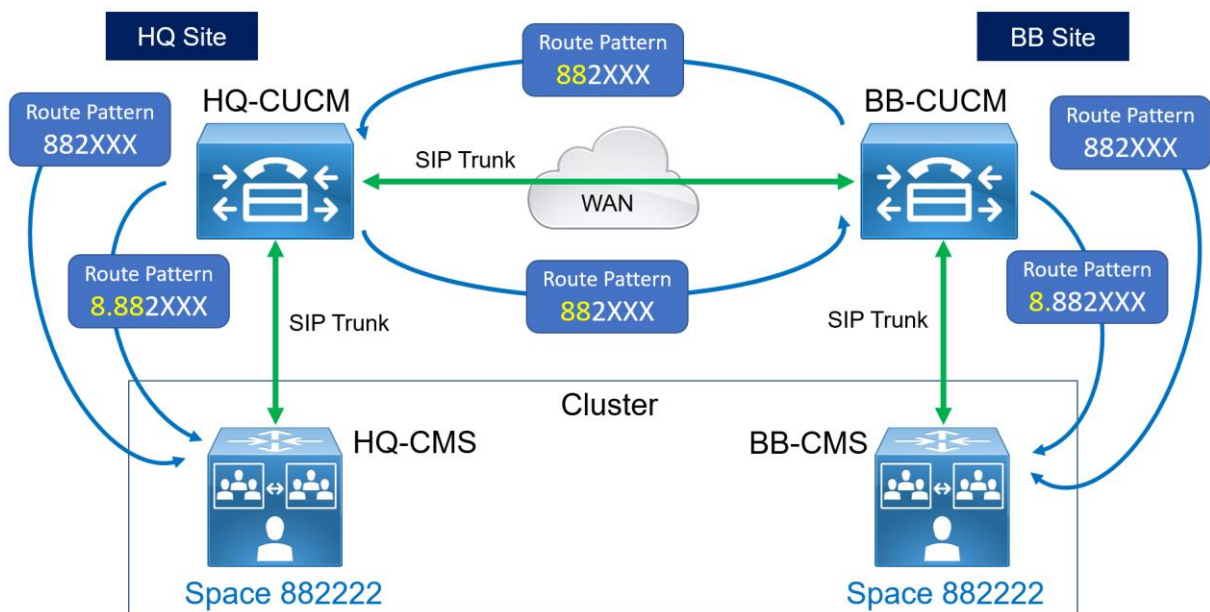 HQ Site
BB Site
Route Pattern
882XXX
HQ-CUCM
BB-CUCM
Route Pattern
882XXX
Route Pattern
882XXX
SIP Trunk
WAN
Route Pattern
8.882XXX
Route Pattern
882XXX
Route Pattern
8.882XXX
SIP Trunk
SIP Trunk
Cluster
HQ-CMS
BB-CMS
Space 882222
Space 882222